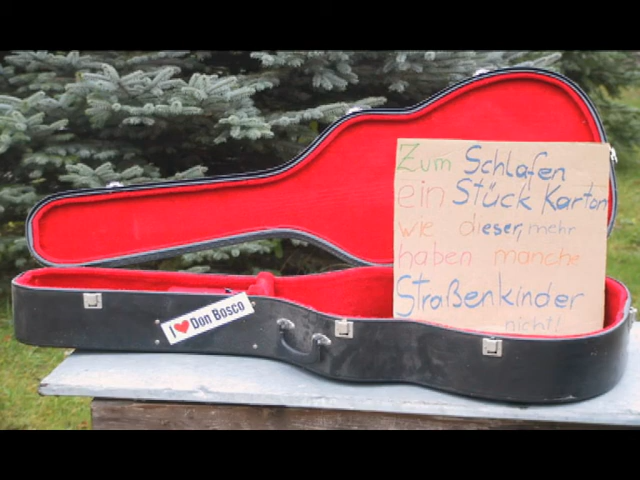 Zum Schlafen
ein Stück Karton
wie dieser, mehr
haben manche
Straßenkinder
nicht!
I ❤ Don Bosco